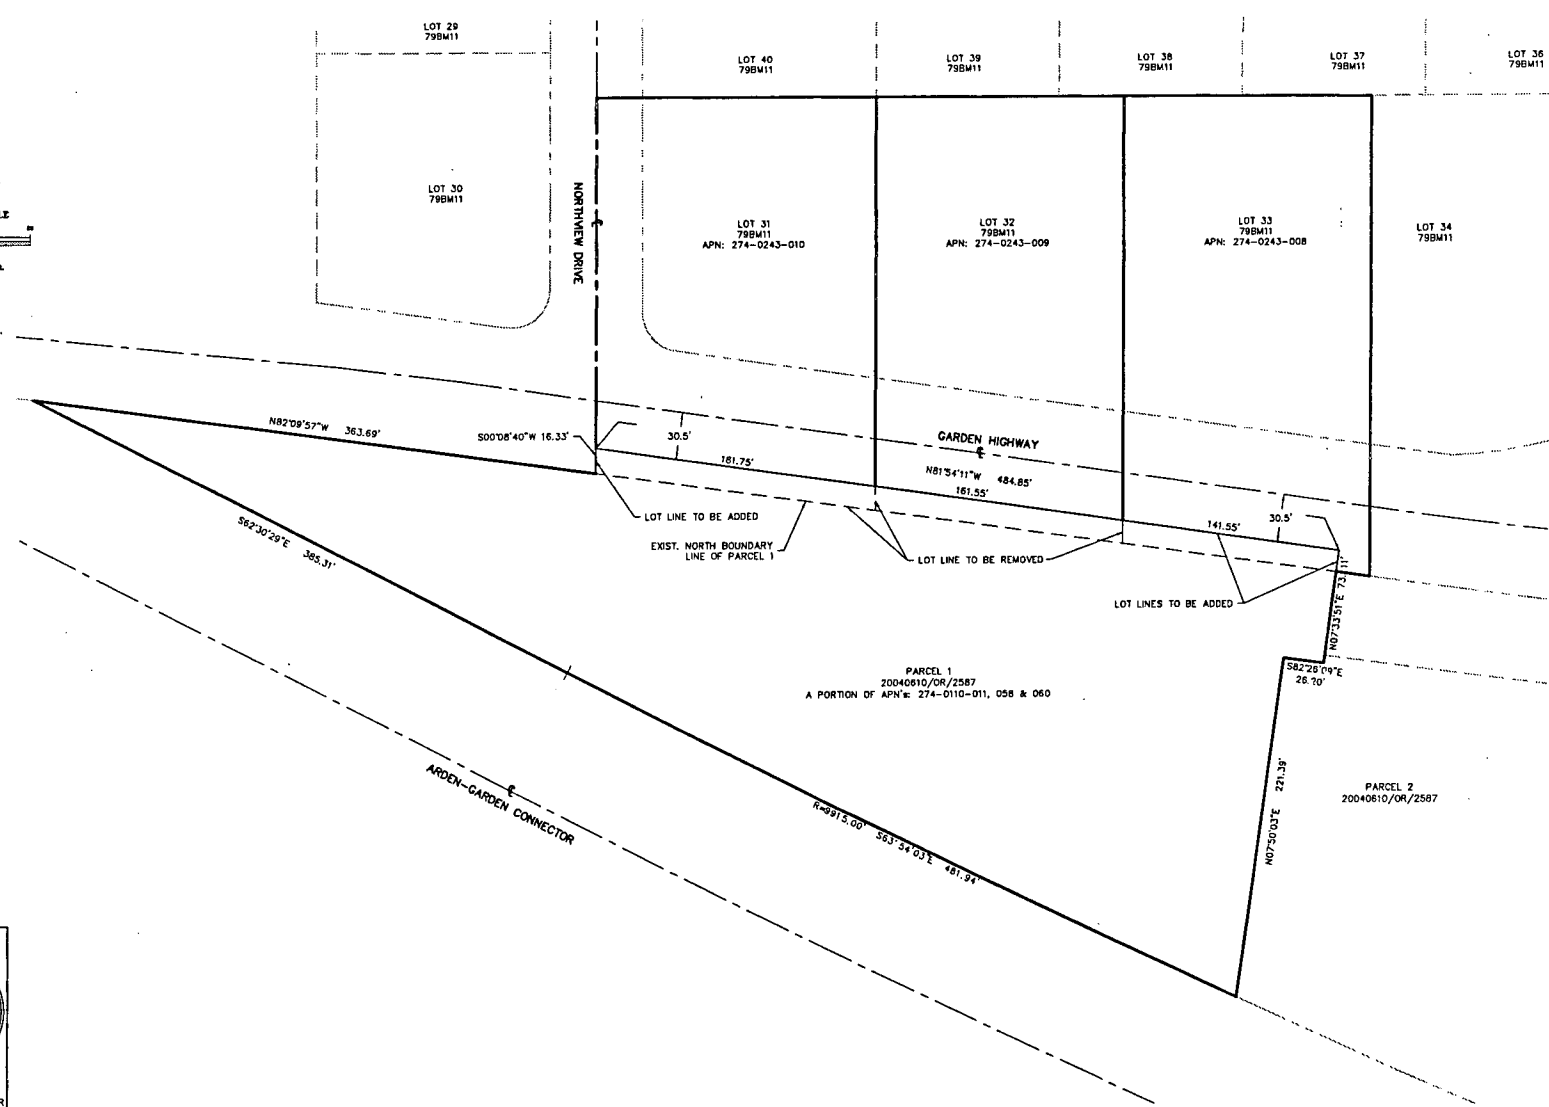 LOT 29
79BM11
LOT 40
79BM11
LOT 39
79BM11
LOT 38
79BM11
LOT 37
79BM11
LOT 36
79BM11
LOT 30
79BM11
NORTHVIEW DRIVE
LOT 31
79BM11
APN: 274-0243-010
LOT 32
79BM11
APN: 274-0243-009
LOT 33
79BM11
APN: 274-0243-008
LOT 34
79BM11
N82°09'57"W 363.69'
S00°08'40"W 16.33'
30.5'
181.75'
GARDEN HIGHWAY
N81°54'11"W 484.85'
161.55'
141.55'
30.5'
LOT LINE TO BE ADDED
EXIST. NORTH BOUNDARY
LINE OF PARCEL 1
LOT LINE TO BE REMOVED
LOT LINES TO BE ADDED
S62°30'29"E 385.31'
N07°33'51"E
S82°26'09"E
26.70'
PARCEL 1
20040610/OR/2587
A PORTION OF APN's: 274-0110-011, 058 & 060
ARDEN-GARDEN CONNECTOR
R=9915.00' S63°54'03"E 481.94'
N07°50'03"E 221.39'
PARCEL 2
20040610/OR/2587